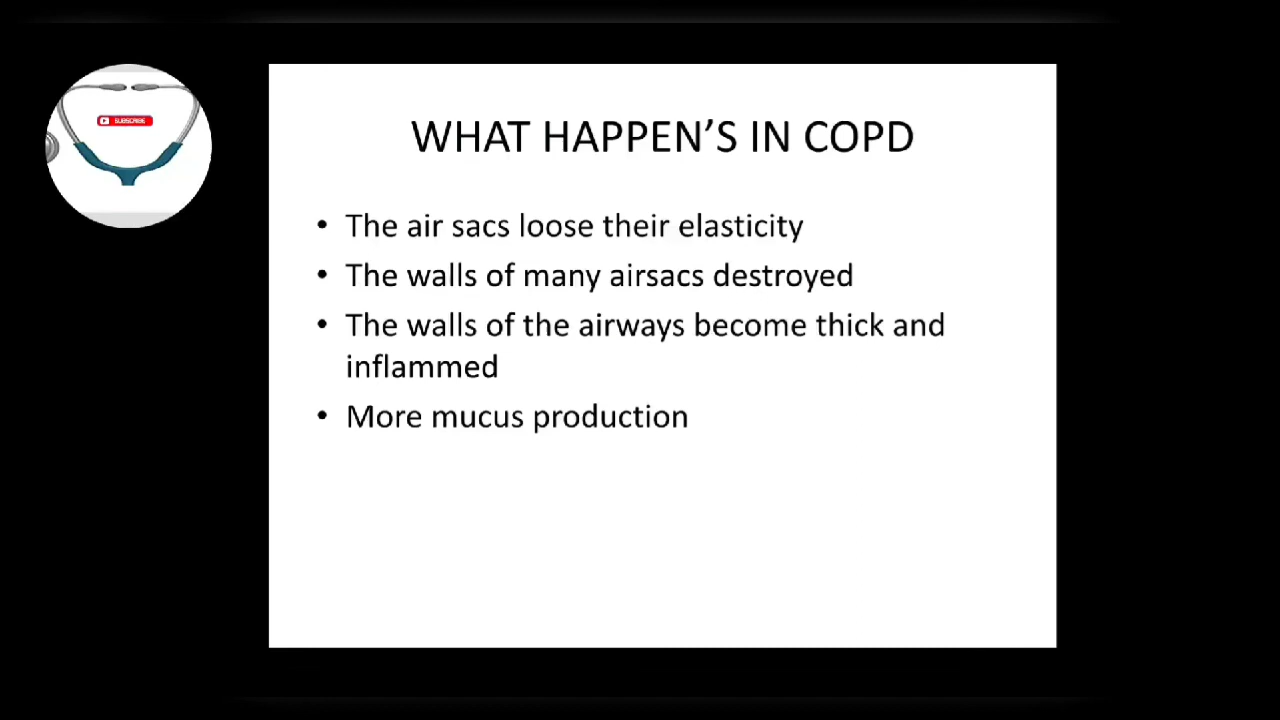 SUBSCRIBE
WHAT HAPPEN’S IN COPD
• The air sacs loose their elasticity
• The walls of many airsacs destroyed
• The walls of the airways become thick and
inflammed
• More mucus production